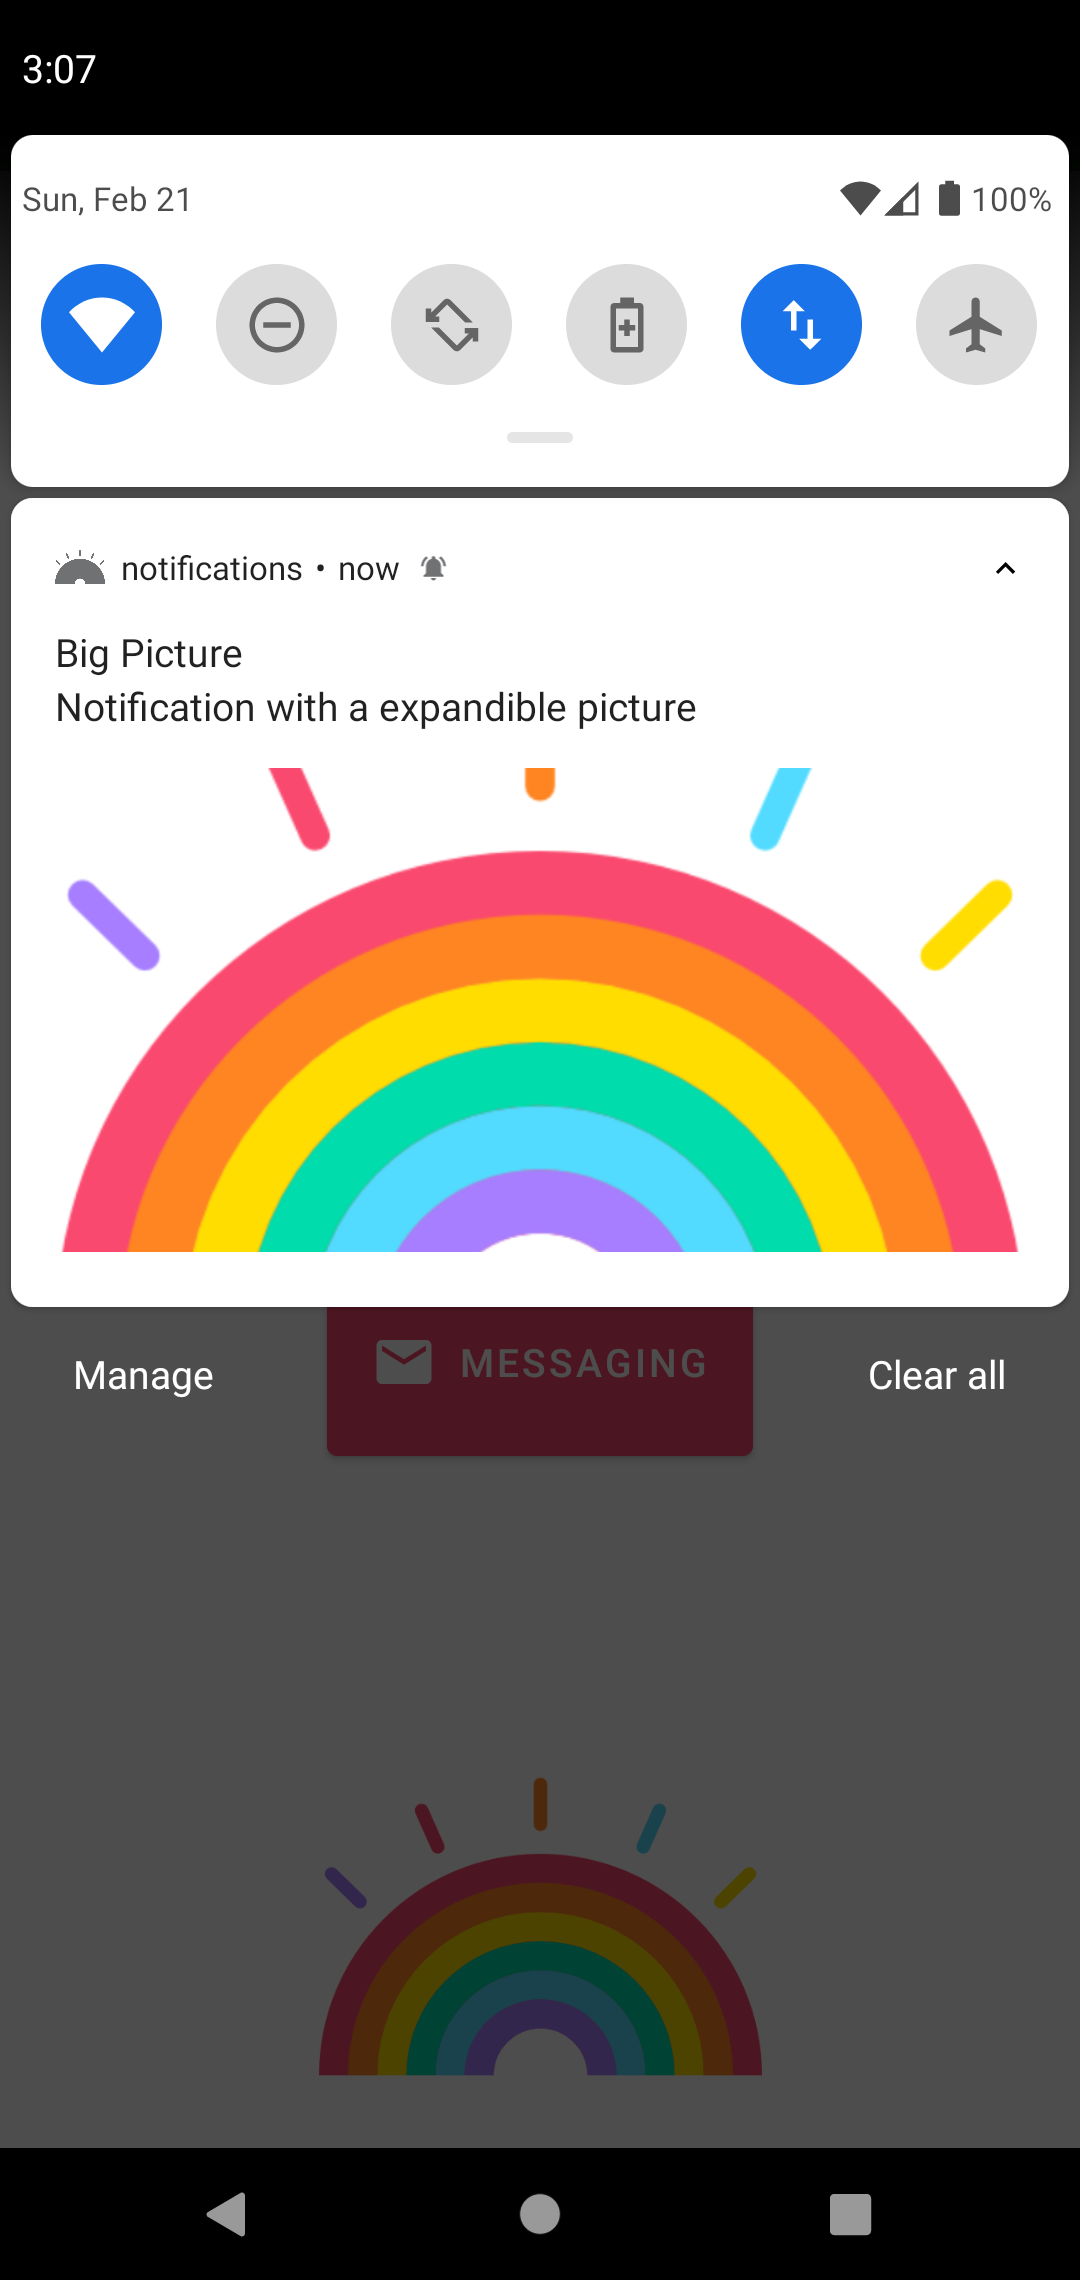 3:07
Sun, Feb 21
100%
notifications • now
Big Picture
Notification with a expandible picture
Manage
MESSAGING
Clear all